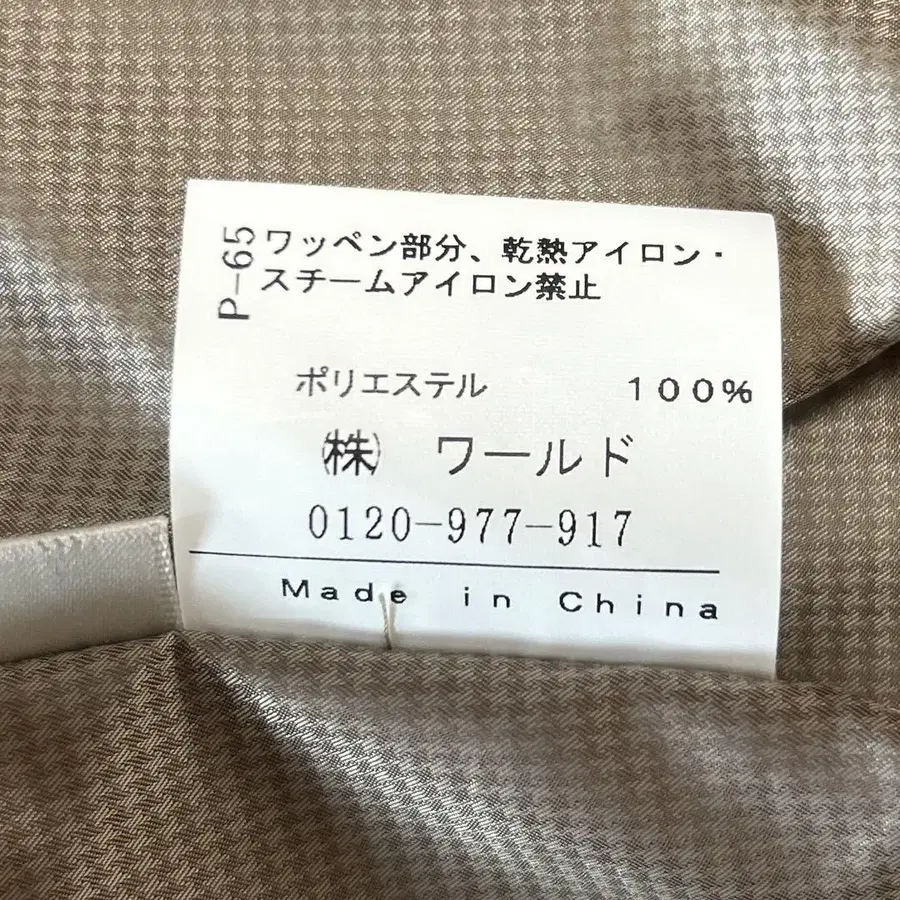 P-65
ワッペン部分、乾熱アイロン・
スチームアイロン禁止
ポリエステル 100%
㈱ ワールド
0120-977-917
Made in China